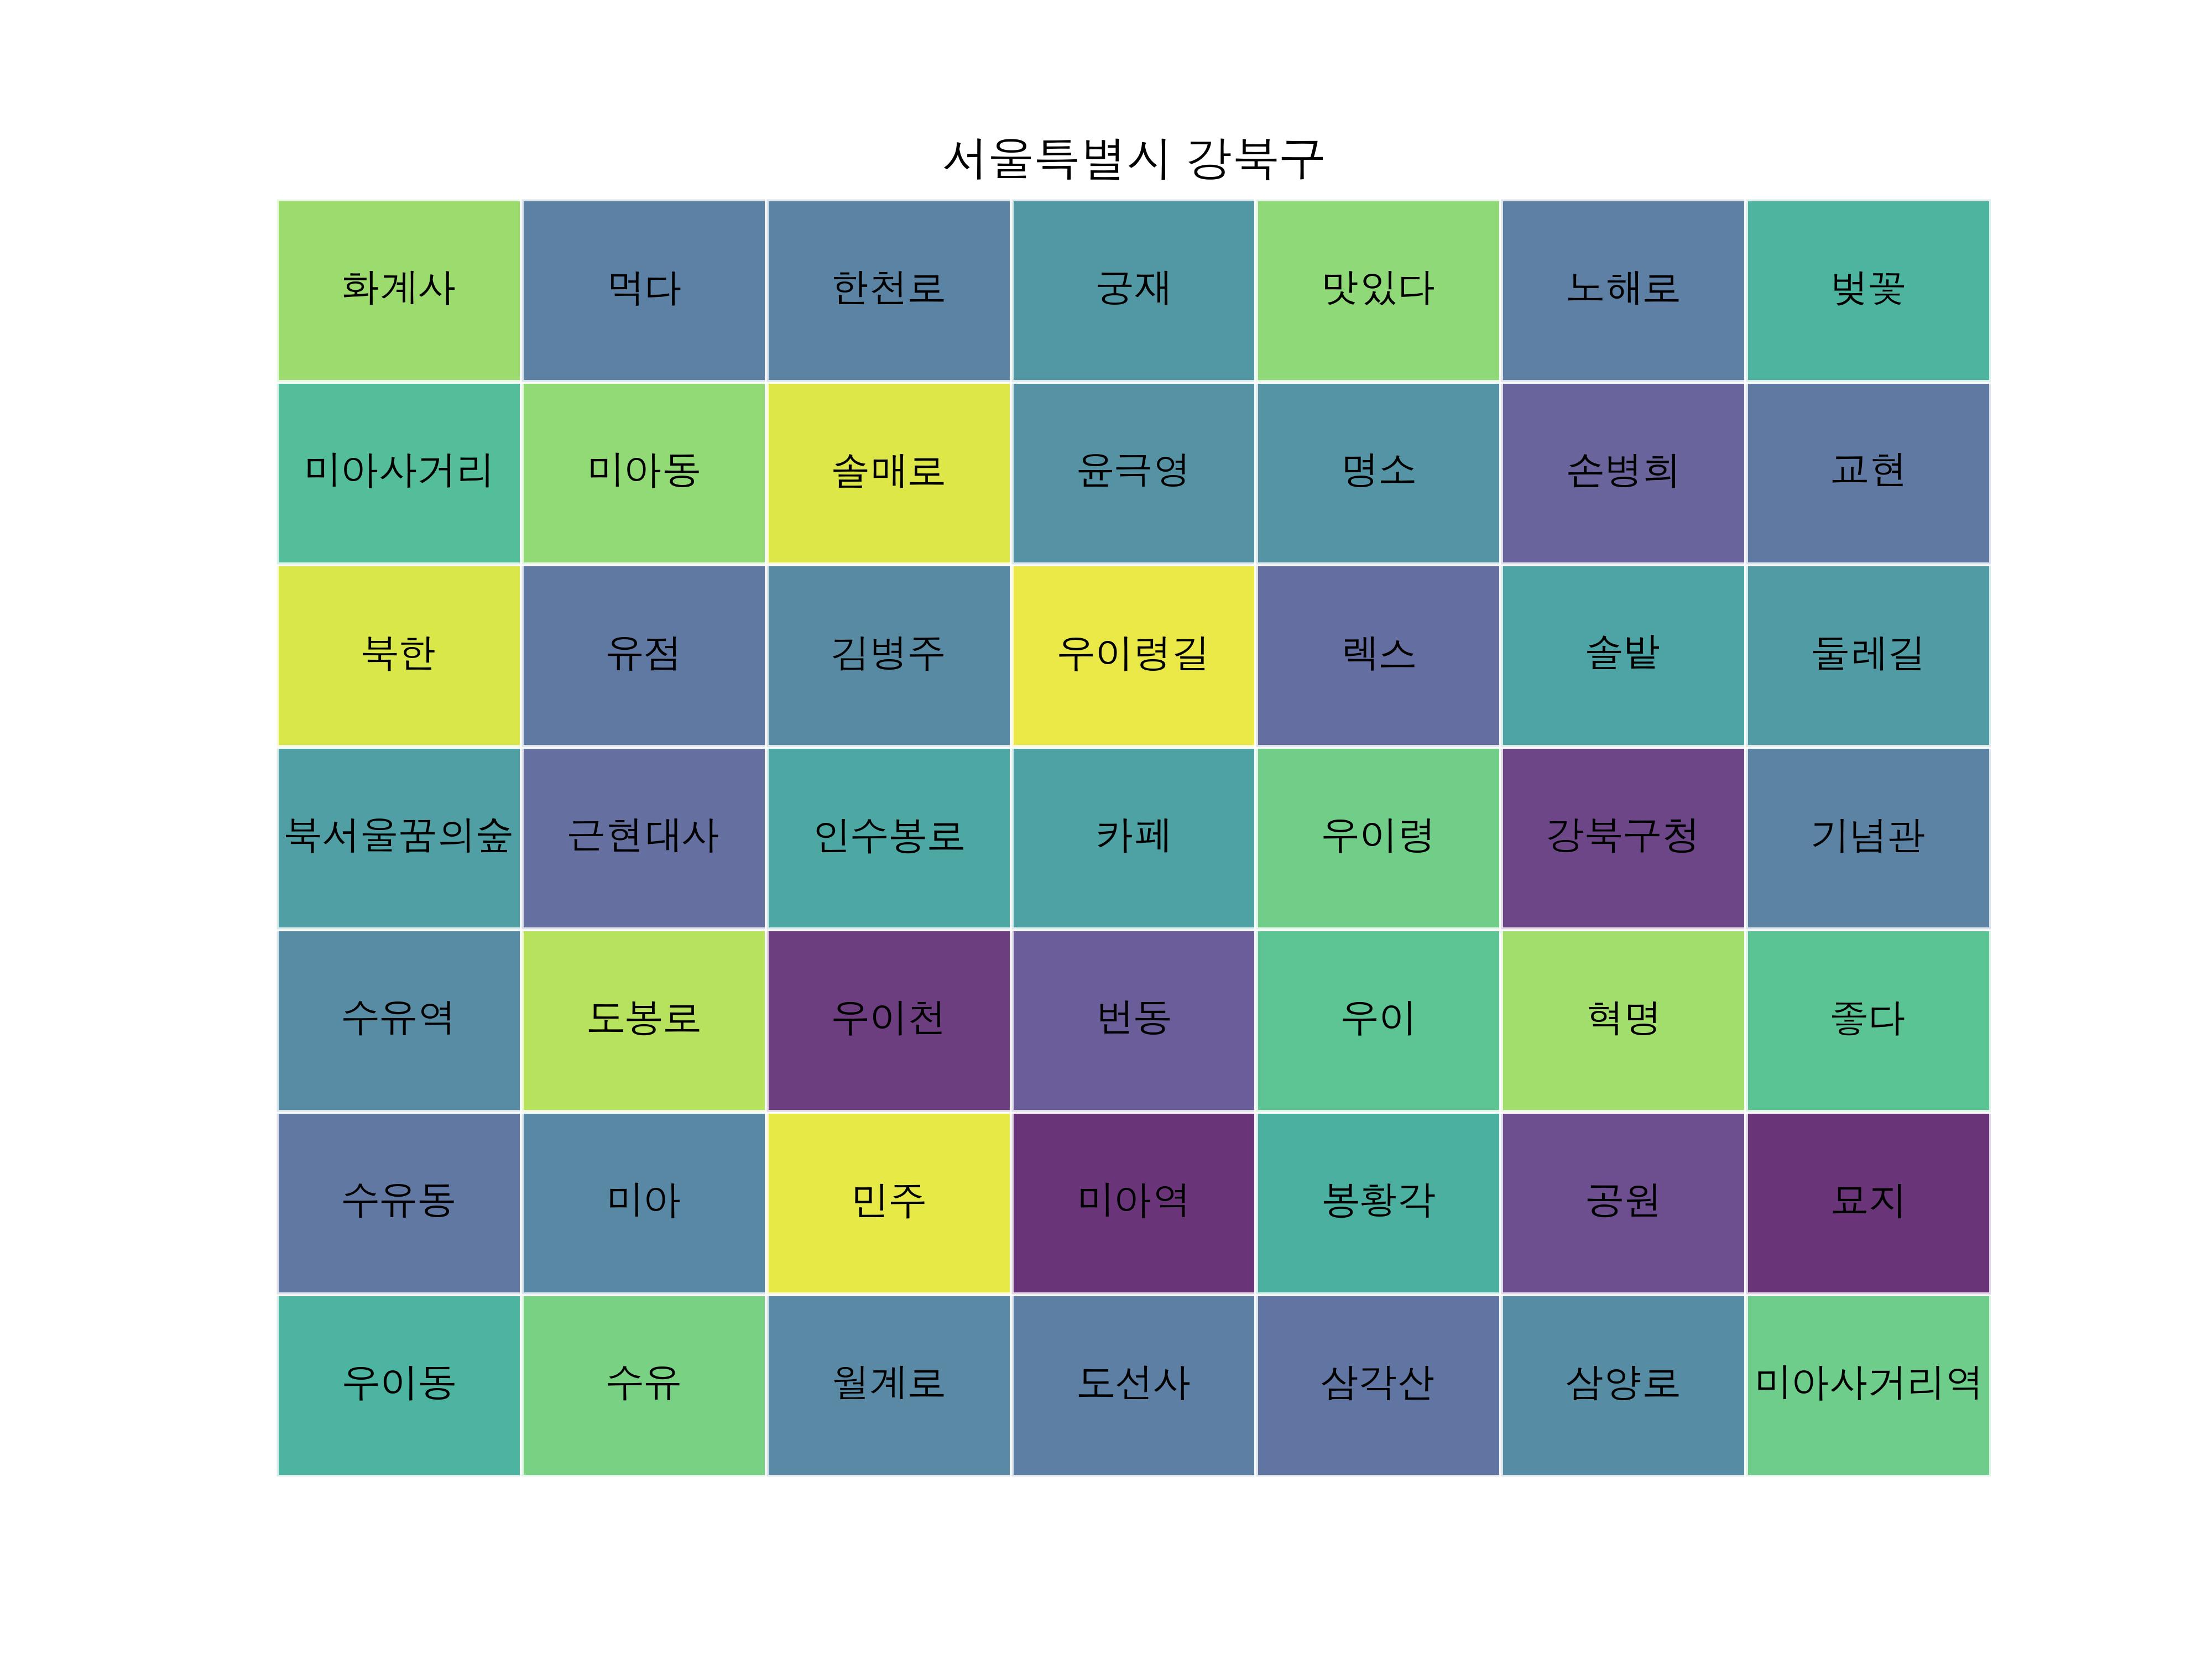 서울특별시 강북구
화계사 먹다 한천로 궁재 맛있다 노해로 벚꽃
미아사거리 미아동 솔매로 윤극영 명소 손병희 교현
북한 유점 김병주 우이령길 렉스 솔밭 둘레길
북서울꿈의숲 근현대사 인수봉로 카페 우이령 강북구청 기념관
수유역 도봉로 우이천 번동 우이 혁명 좋다
수유동 미아 민주 미아역 봉황각 공원 묘지
우이동 수유 월계로 도선사 삼각산 삼양로 미아사거리역